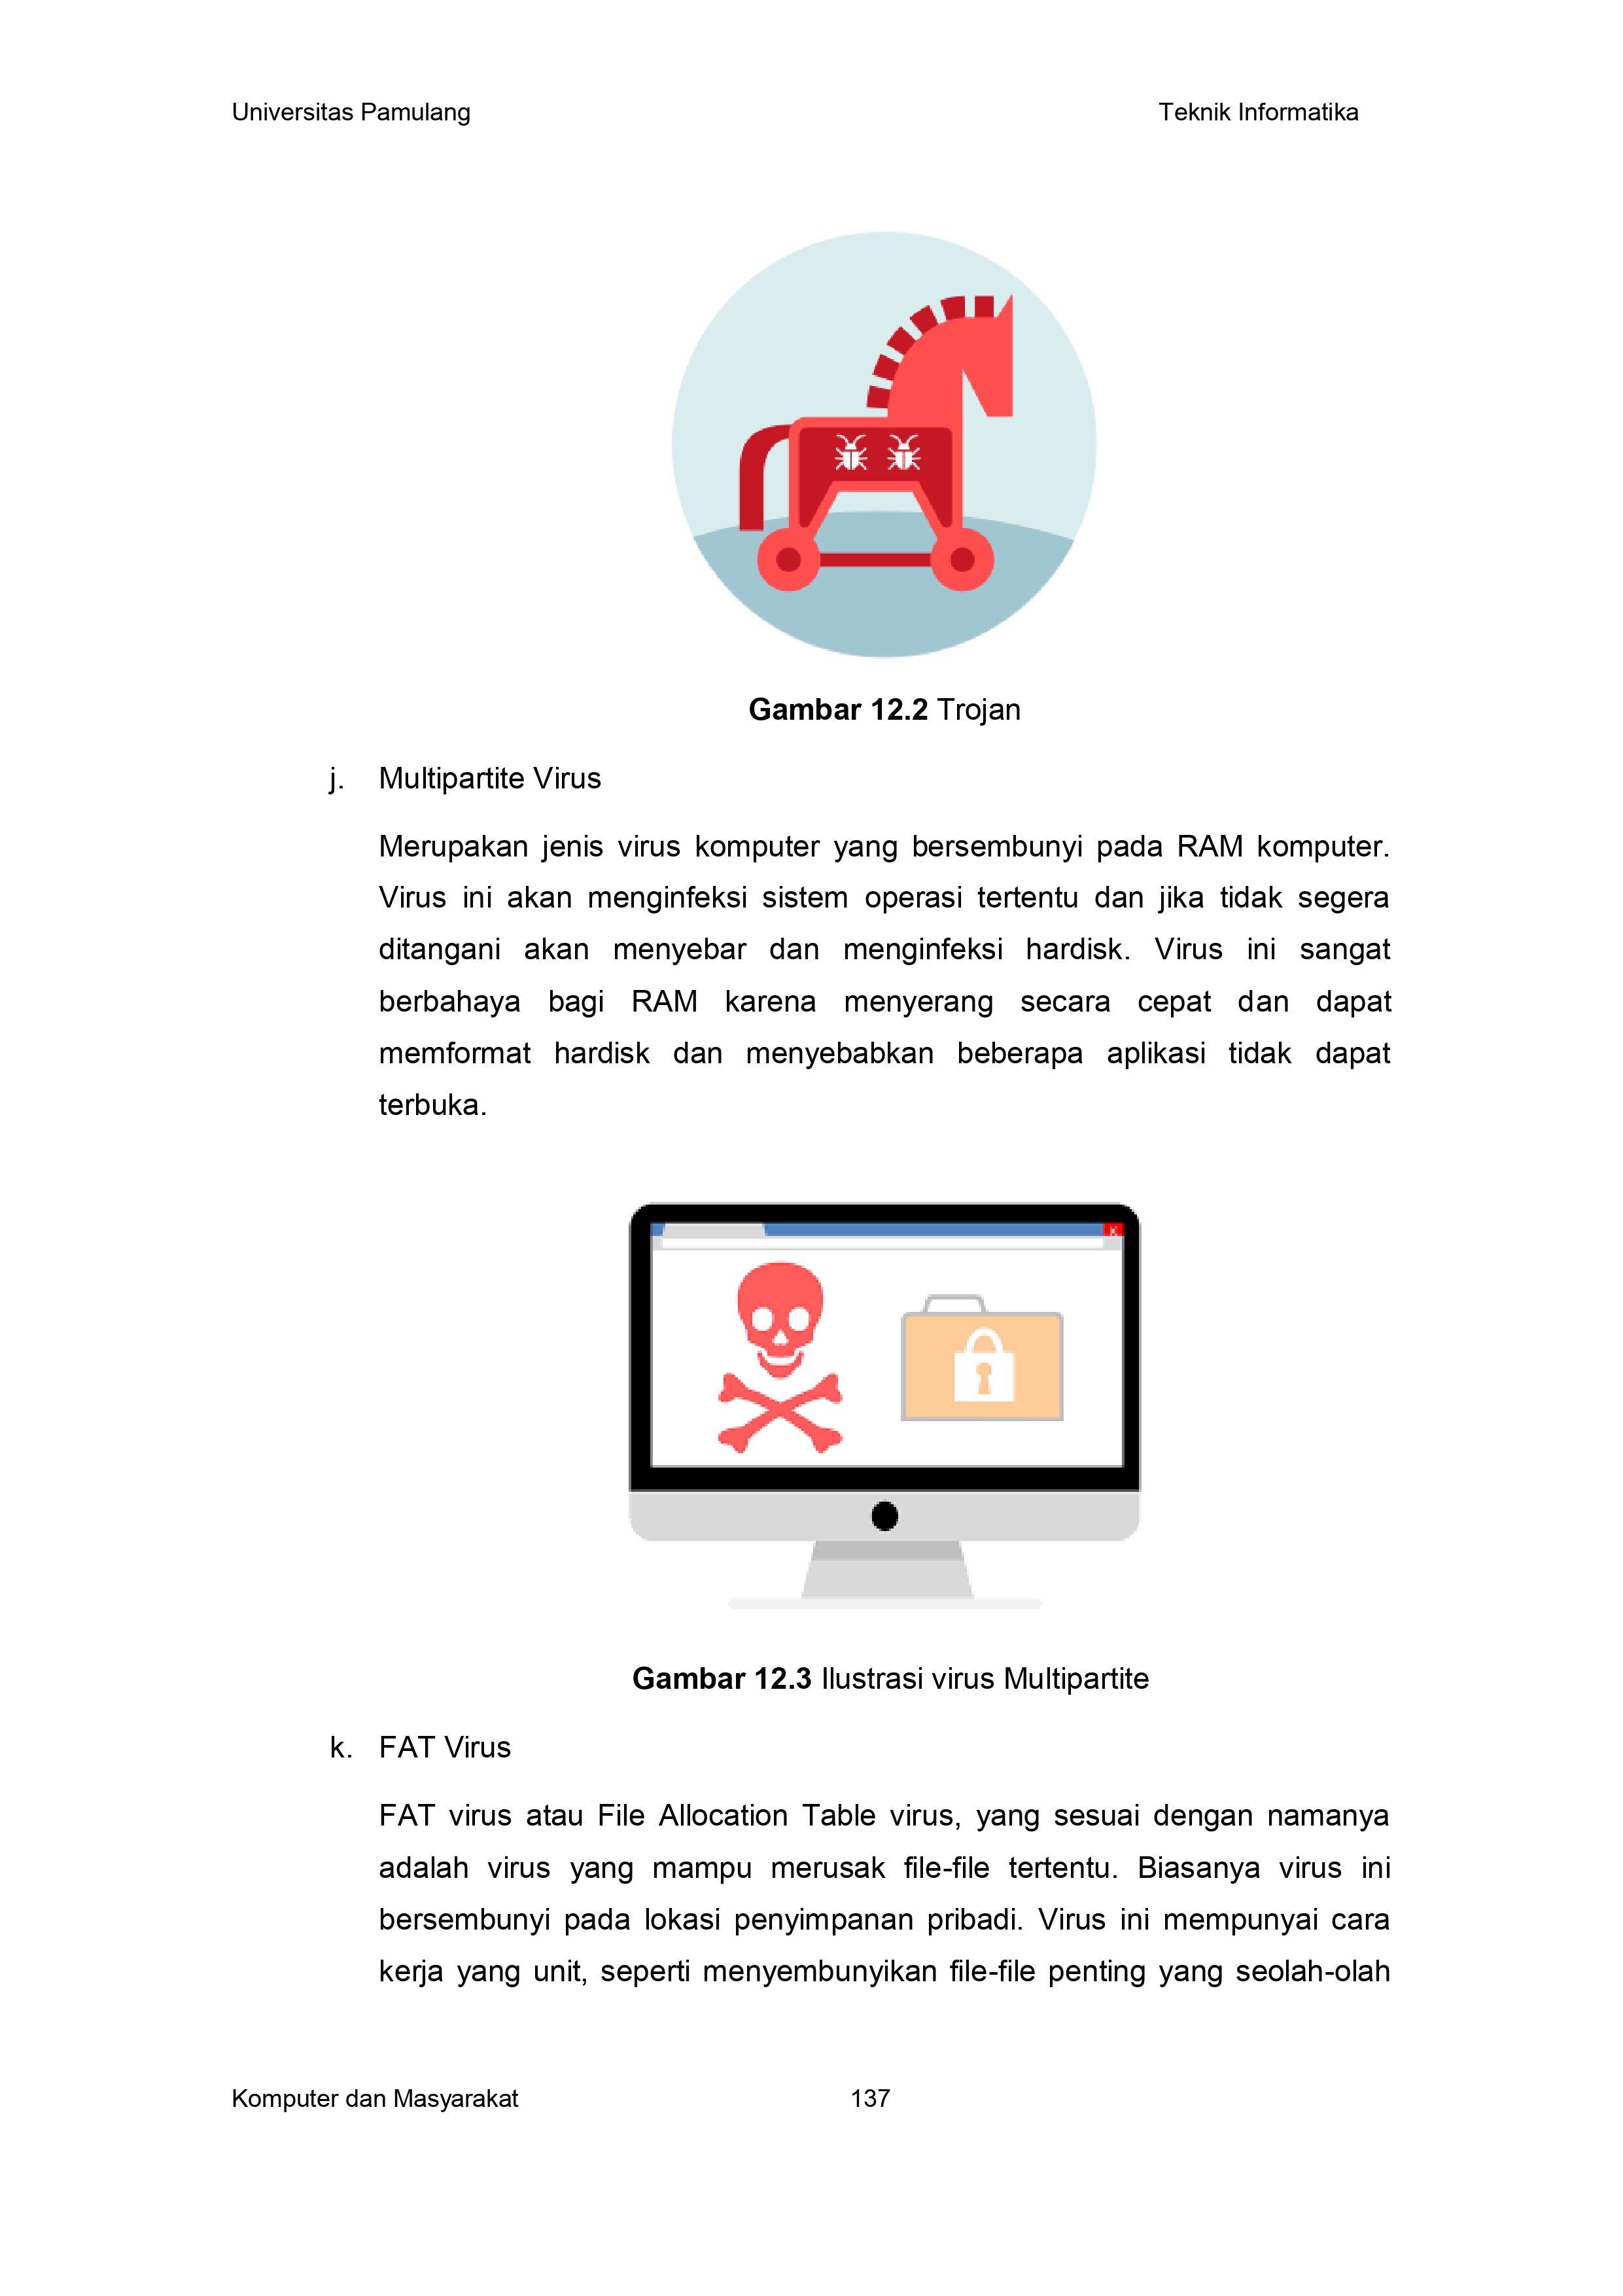 Universitas Pamulang Teknik Informatika
Gambar 12.2 Trojan
j. Multipartite Virus
Merupakan jenis virus komputer yang bersembunyi pada RAM komputer.
Virus ini akan menginfeksi sistem operasi tertentu dan jika tidak segera
ditangani akan menyebar dan menginfeksi hardisk. Virus ini sangat
berbahaya bagi RAM karena menyerang secara cepat dan dapat
memformat hardisk dan menyebabkan beberapa aplikasi tidak dapat
terbuka.
X
Gambar 12.3 Ilustrasi virus Multipartite
k. FAT Virus
FAT virus atau File Allocation Table virus, yang sesuai dengan namanya
adalah virus yang mampu merusak file-file tertentu. Biasanya virus ini
bersembunyi pada lokasi penyimpanan pribadi. Virus ini mempunyai cara
kerja yang unit, seperti menyembunyikan file-file penting yang seolah-olah
Komputer dan Masyarakat 137